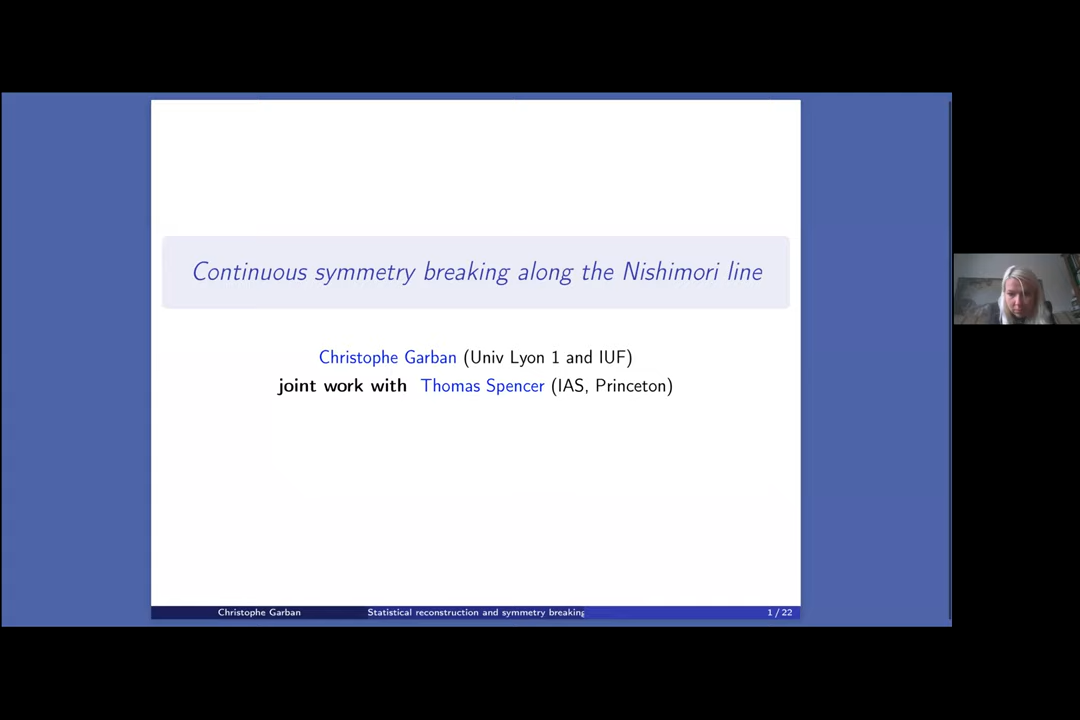 Continuous symmetry breaking along the Nishimori line
Christophe Garban (Univ Lyon 1 and IUF)
joint work with Thomas Spencer (IAS, Princeton)
Christophe Garban Statistical reconstruction and symmetry breaking 1 / 22